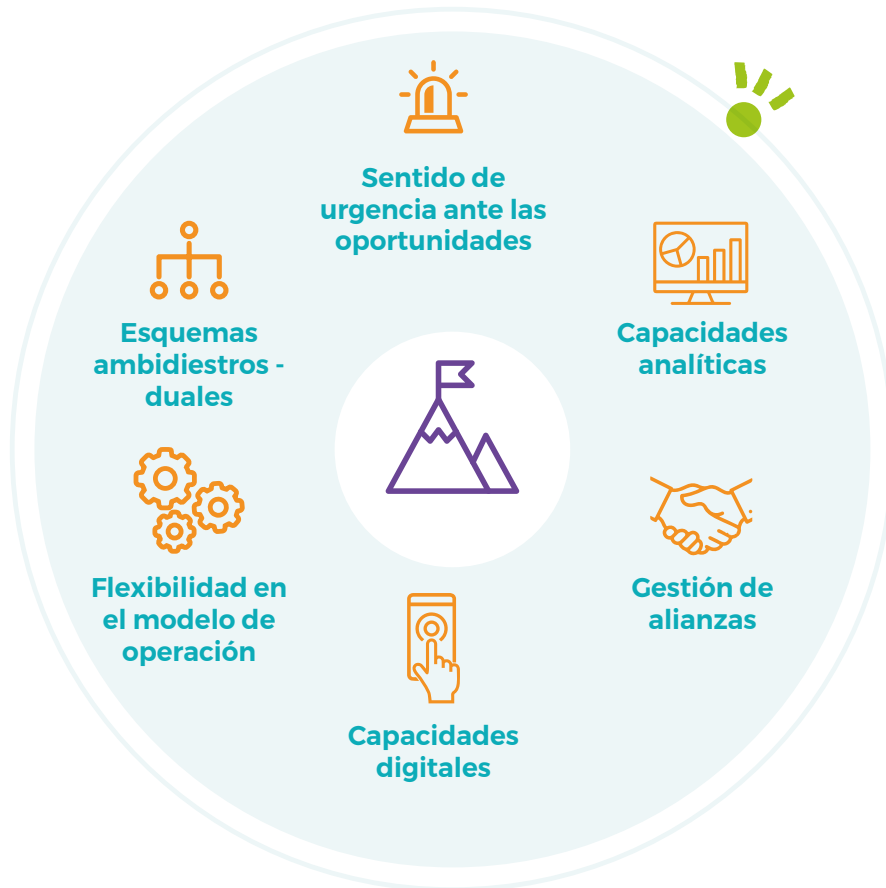 Sentido de
urgencia ante las
oportunidades
Capacidades
analíticas
Gestión de
alianzas
Capacidades
digitales
Flexibilidad en
el modelo de
operación
Esquemas
ambidiestros -
duales